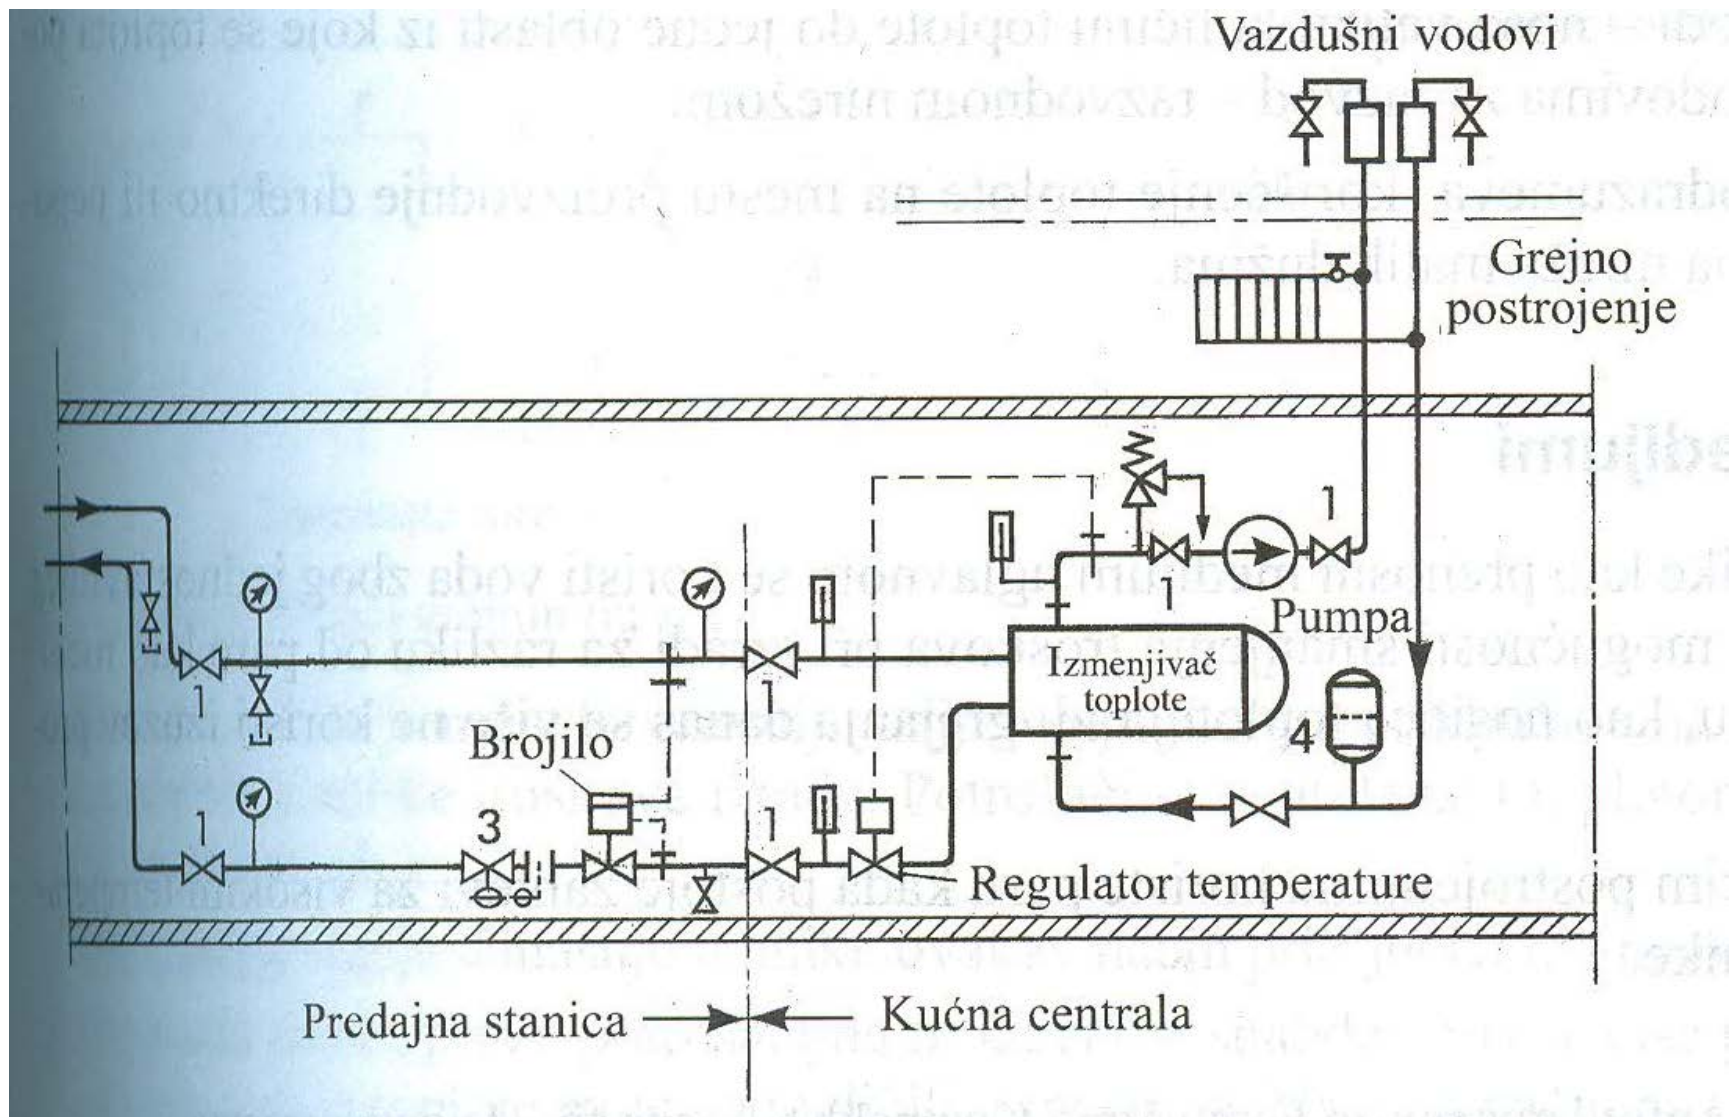 Vazdušni vodovi
Grejno
postrojenje
1
1
Pumpa
Izmenjivač
toplote
1
1
Brojilo
4
1
3
1
Regulator temperature
Predajna stanica
Kućna centrala